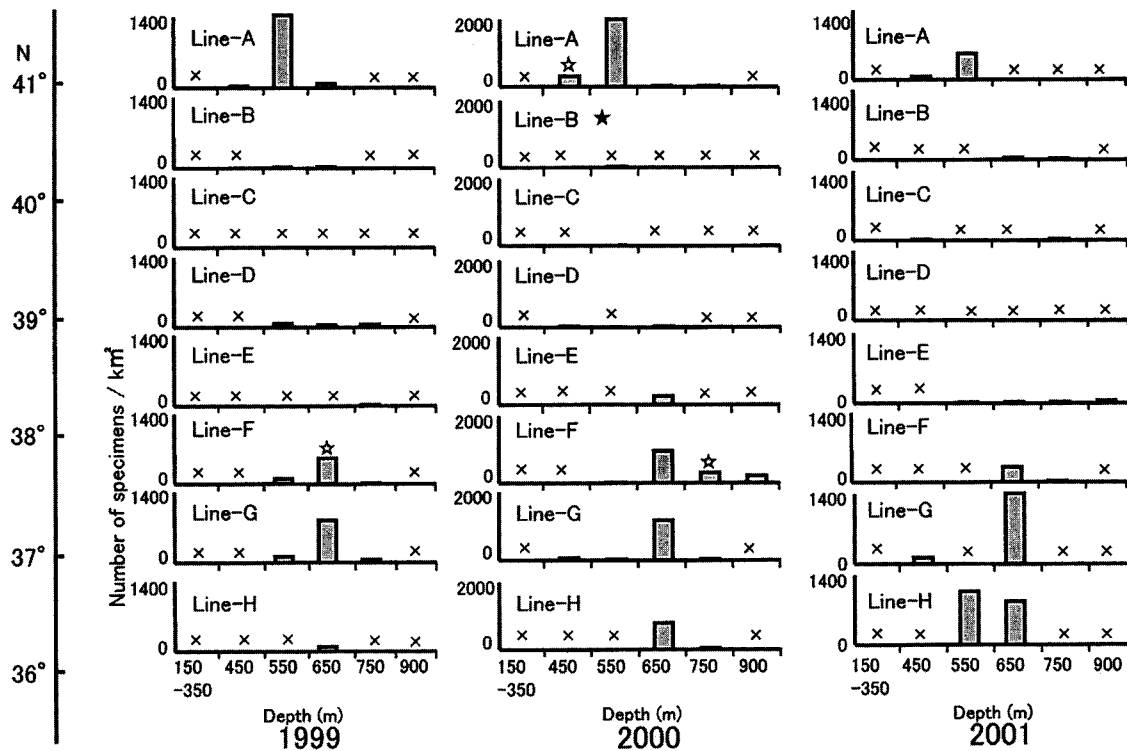 N
41°
40°
39°
38°
37°
36°
Number of specimens / km²
1400
Line-A
0
1400
Line-B
0
1400
Line-C
0
1400
Line-D
0
1400
Line-E
0
1400
Line-F
0
1400
Line-G
0
1400
Line-H
0
150 450 550 650 750 900
-350
Depth (m)
1999
2000
Line-A
0
2000
Line-B
0
2000
Line-C
0
2000
Line-D
0
2000
Line-E
0
2000
Line-F
0
2000
Line-G
0
2000
Line-H
0
150 450 550 650 750 900
-350
Depth (m)
2000
1400
Line-A
0
1400
Line-B
0
1400
Line-C
0
1400
Line-D
0
1400
Line-E
0
1400
Line-F
0
1400
Line-G
0
1400
Line-H
0
150 450 550 650 750 900
-350
Depth (m)
2001